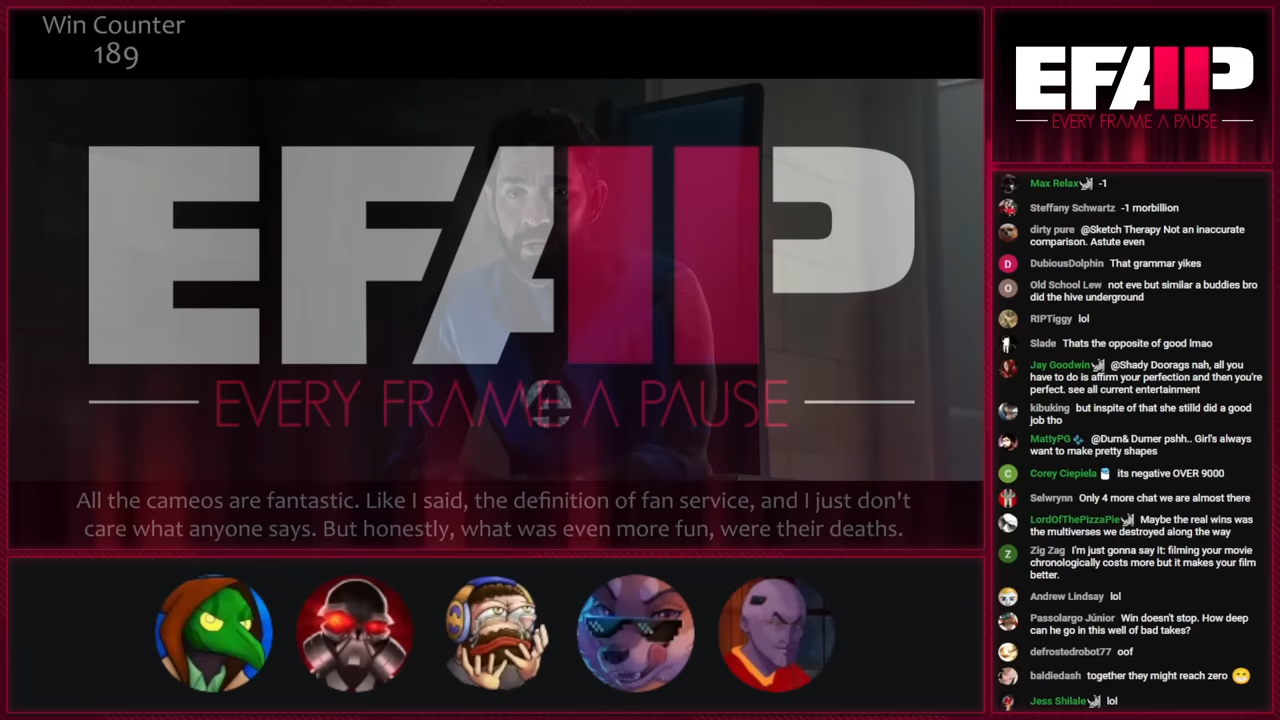 Win Counter
189
EFAP
EVERY FRAME A PAUSE
All the cameos are fantastic. Like I said, the definition of fan service, and I just don't
care what anyone says. But honestly, what was even more fun, were their deaths.
EFAP
EVERY FRAME A PAUSE
Max Relax -1
Steffany Schwartz -1 morbillion
dirty pure @Sketch Therapy Not an inaccurate
comparison. Astute even
D DubiousDolphin That grammar yikes
O Old School Lew not eve but similar a buddies bro
did the hive underground
RIPTiggy lol
Slade Thats the opposite of good lmao
Jay Goodwin @Shady Doorags nah, all you
have to do is affirm your perfection and then you're
perfect. see all current entertainment
kibuking but inspite of that she stilld did a good
job tho
MattyPG @Dum& Dumer pshh.. Girl's always
want to make pretty shapes
C Corey Ciepiela its negative OVER 9000
Selwrynn Only 4 more chat we are almost there
LordOfThePizzaPie Maybe the real wins was
the multiverses we destroyed along the way
Z Zig Zag I'm just gonna say it: filming your movie
chronologically costs more but it makes your film
better.
Andrew Lindsay lol
Passolargo Júnior Win doesn't stop. How deep
can he go in this well of bad takes?
defrostedrobot77 oof
baldiedash together they might reach zero
Jess Shilale lol